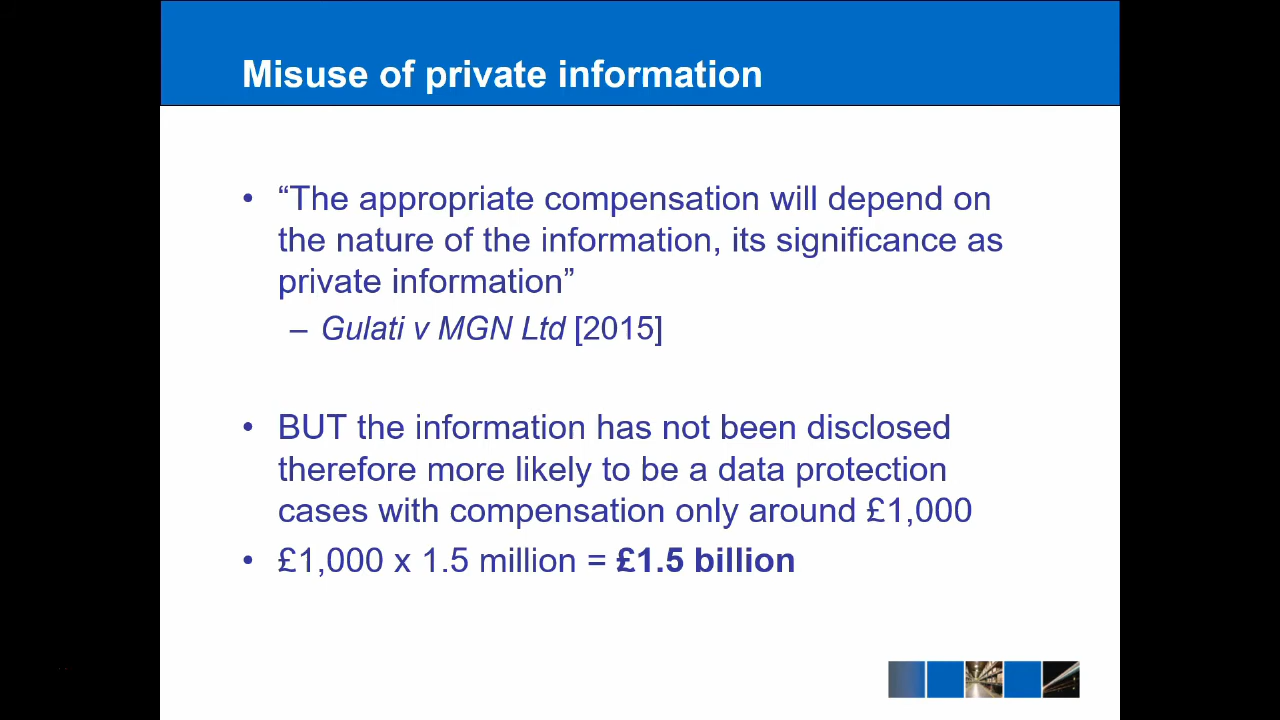 Misuse of private information
• “The appropriate compensation will depend on
the nature of the information, its significance as
private information”
– Gulati v MGN Ltd [2015]
• BUT the information has not been disclosed
therefore more likely to be a data protection
cases with compensation only around £1,000
• £1,000 x 1.5 million = £1.5 billion